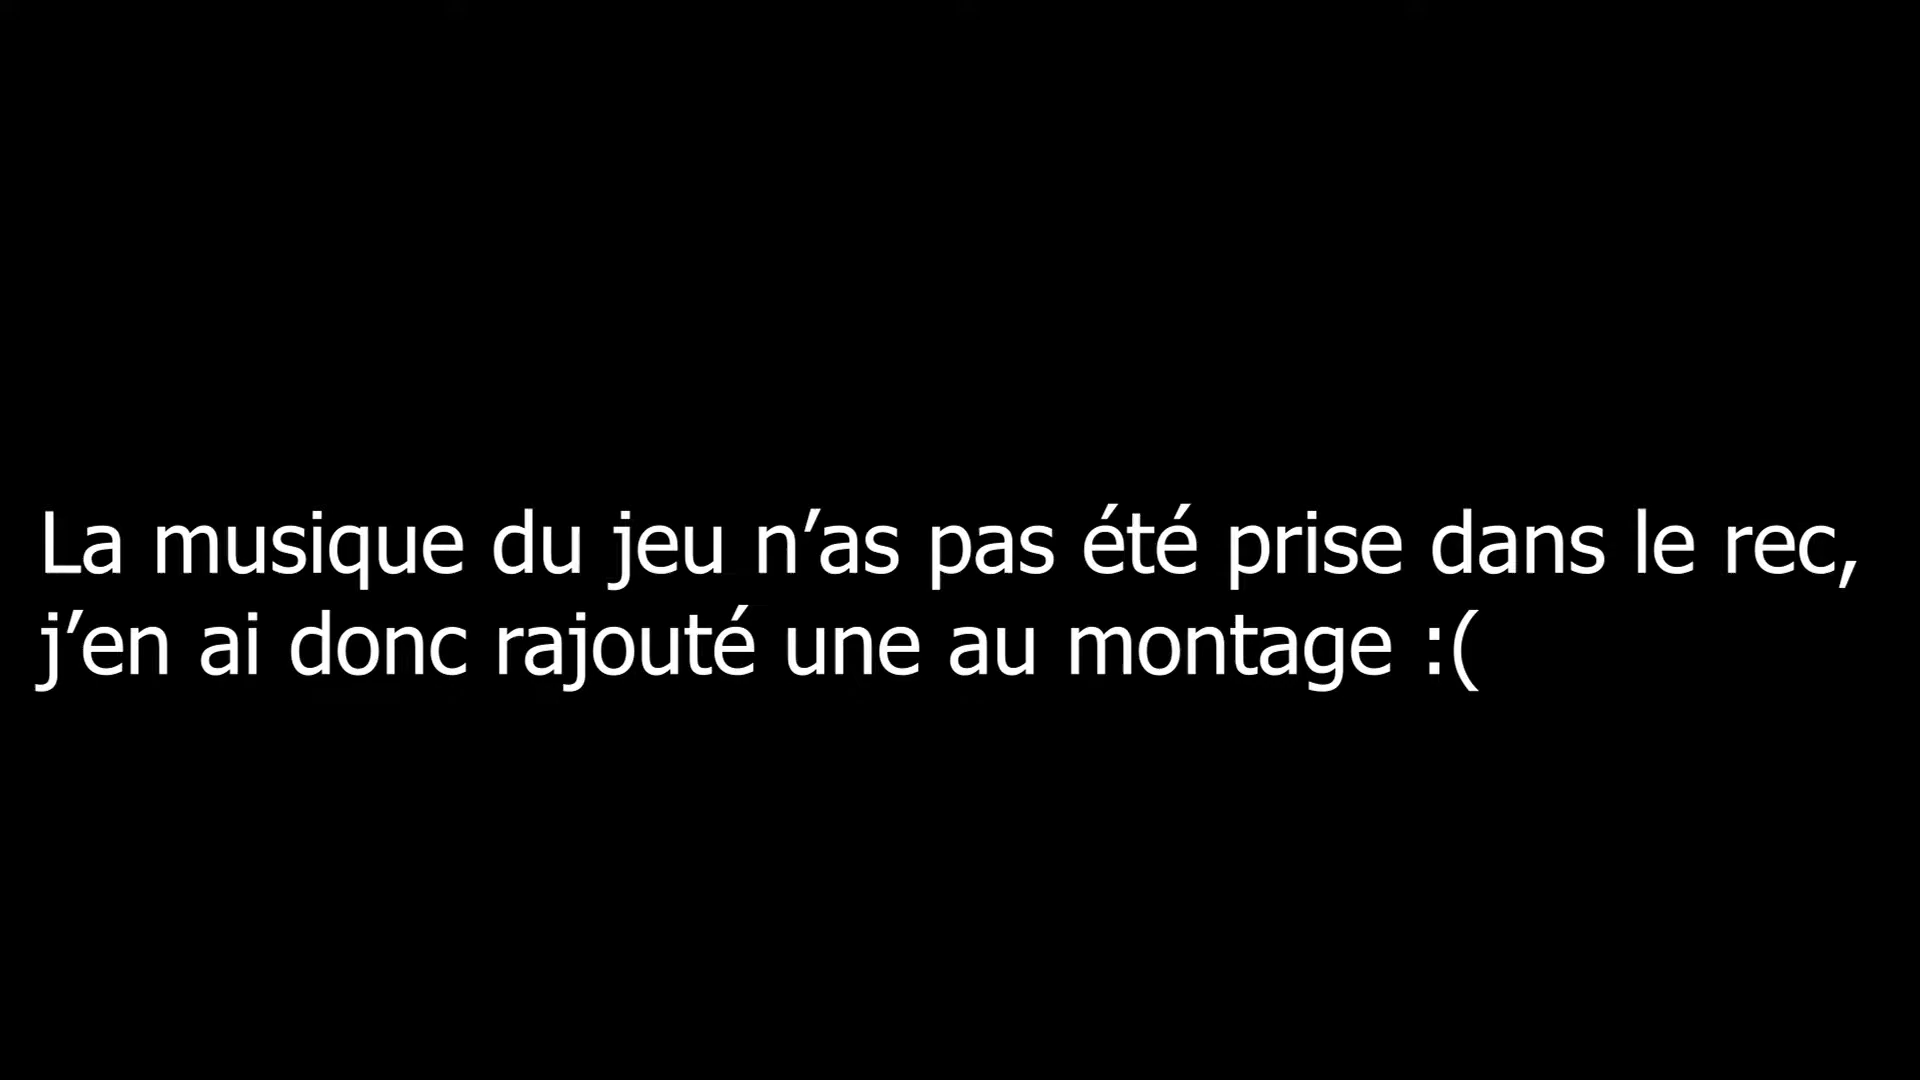 La musique du jeu n’as pas été prise dans le rec,
j’en ai donc rajouté une au montage :(